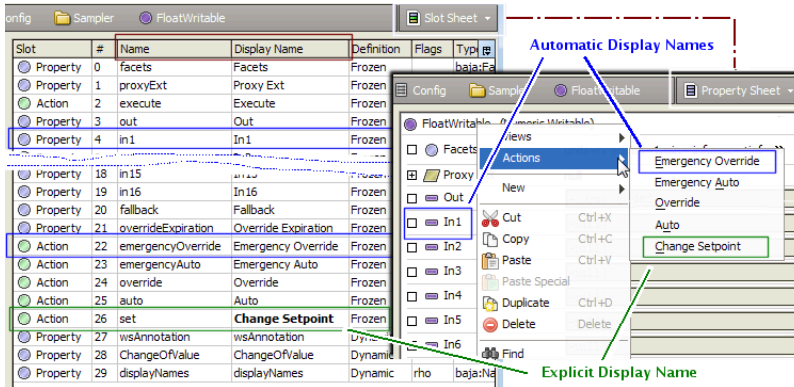 onfig Sampler FloatWritable Slot Sheet
Slot # Name Display Name Definition Flags Type
Property 0 facets Facets Frozen baja:Fa
Property 1 proxyExt Proxy Ext Frozen
Action 2 execute Execute Frozen
Property 3 out Out Frozen
Property 4 in1 In1 Frozen
Property 18 in15 In15 Frozen
Property 19 in16 In16 Frozen
Property 20 fallback Fallback Frozen
Property 21 overrideExpiration Override Expiration Frozen
Action 22 emergencyOverride Emergency Override Frozen
Action 23 emergencyAuto Emergency Auto Frozen
Action 24 override Override Frozen
Action 25 auto Auto Frozen
Action 26 set Change Setpoint Frozen
Property 27 wsAnnotation wsAnnotation Dynamic
Property 28 ChangeOfValue ChangeOfValue Dynamic
Property 29 displayNames displayNames Dynamic rho baja:Na
Automatic Display Names
Config Sampler FloatWritable Property Sheet
FloatWritable (Numeric Writable)
Facets
Proxy
Out
In1
In2
In3
In4
In5
In6
Views
Actions
New
Cut Ctrl+X
Copy Ctrl+C
Paste Ctrl+V
Paste Special
Duplicate Ctrl+D
Delete Delete
Find
Emergency Override
Emergency Auto
Override
Auto
Change Setpoint
Explicit Display Name